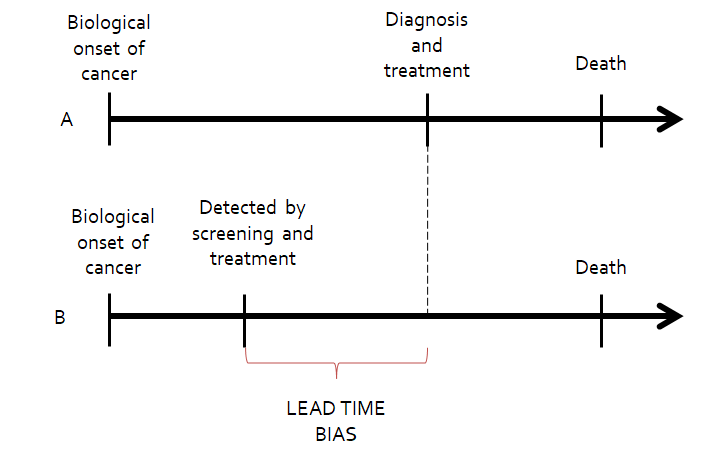 Biological
onset of
cancer
Diagnosis
and
treatment
Death
A
Biological
onset of
cancer
Detected by
screening and
treatment
Death
B
LEAD TIME
BIAS